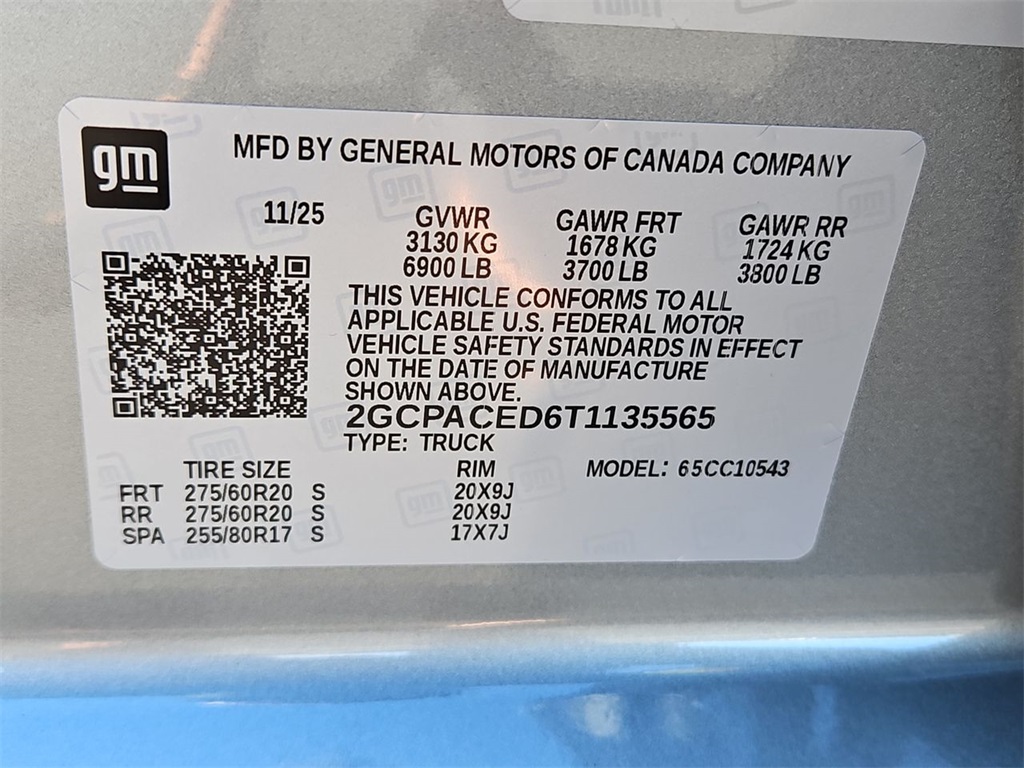 gm
MFD BY GENERAL MOTORS OF CANADA COMPANY
11/25 GVWR GAWR FRT GAWR RR
3130 KG 1678 KG 1724 KG
6900 LB 3700 LB 3800 LB
THIS VEHICLE CONFORMS TO ALL
APPLICABLE U.S. FEDERAL MOTOR
VEHICLE SAFETY STANDARDS IN EFFECT
ON THE DATE OF MANUFACTURE
SHOWN ABOVE.
2GCPACED6T1135565
TYPE: TRUCK
TIRE SIZE RIM MODEL: 65CC10543
FRT 275/60R20 S 20X9J
RR 275/60R20 S 20X9J
SPA 255/80R17 S 17X7J